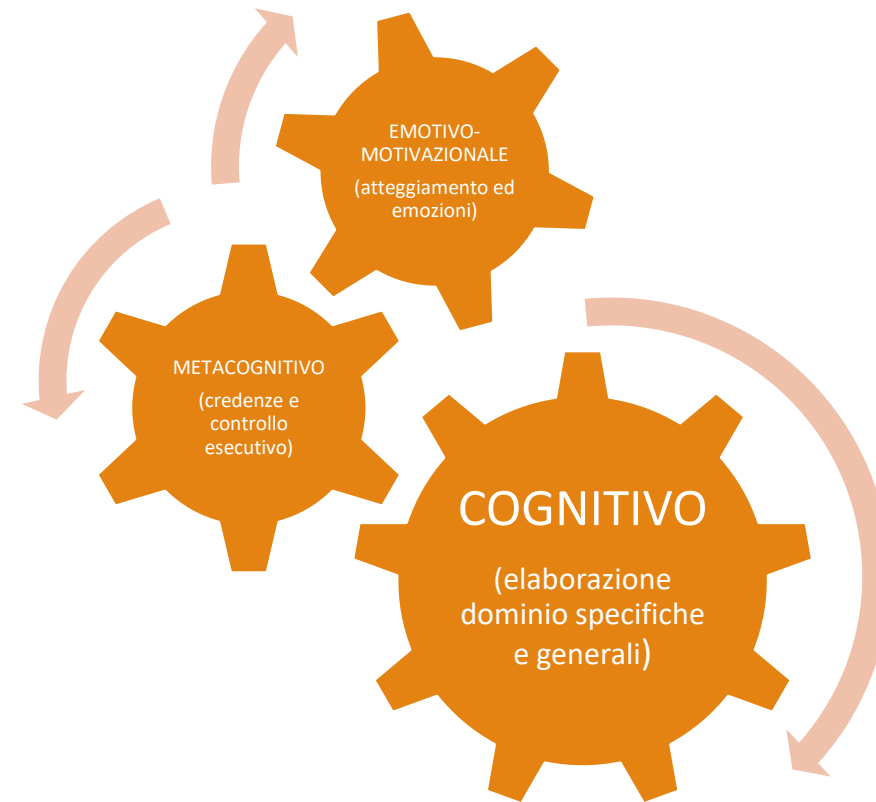 EMOTIVO-
MOTIVAZIONALE
(atteggiamento ed
emozioni)
METACOGNITIVO
(credenze e
controllo
esecutivo)
COGNITIVO
(elaborazione
dominio specifiche
e generali)